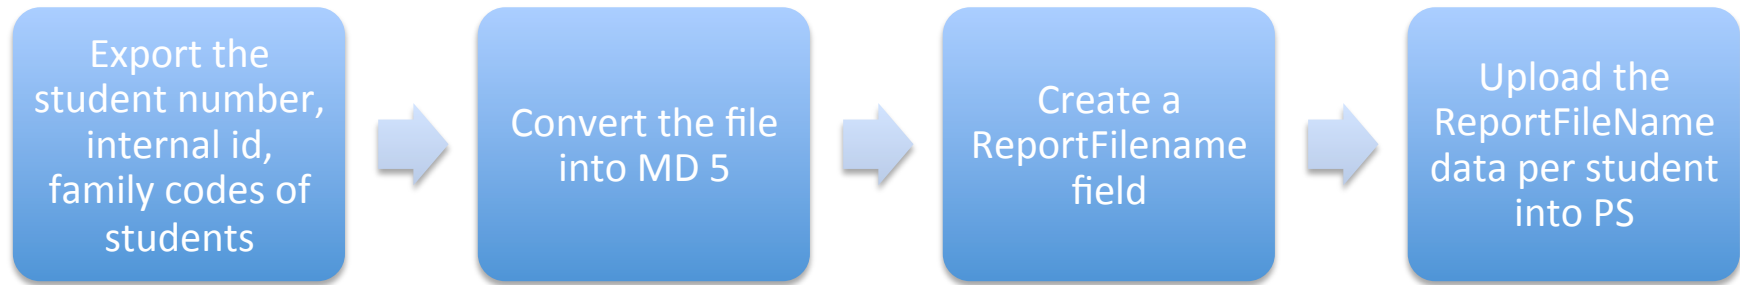 Export the
student number,
internal id,
family codes of
students
Convert the file
into MD 5
Create a
ReportFilename
field
Upload the
ReportFileName
data per student
into PS